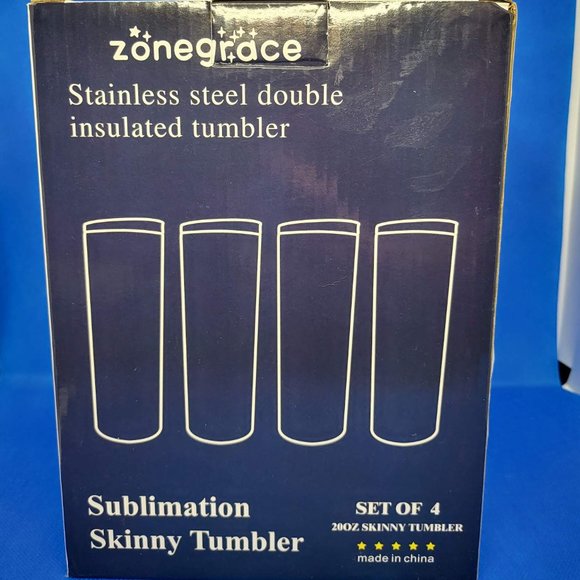 zonegrace
Stainless steel double
insulated tumbler
Sublimation
Skinny Tumbler
SET OF 4
20OZ SKINNY TUMBLER
made in china